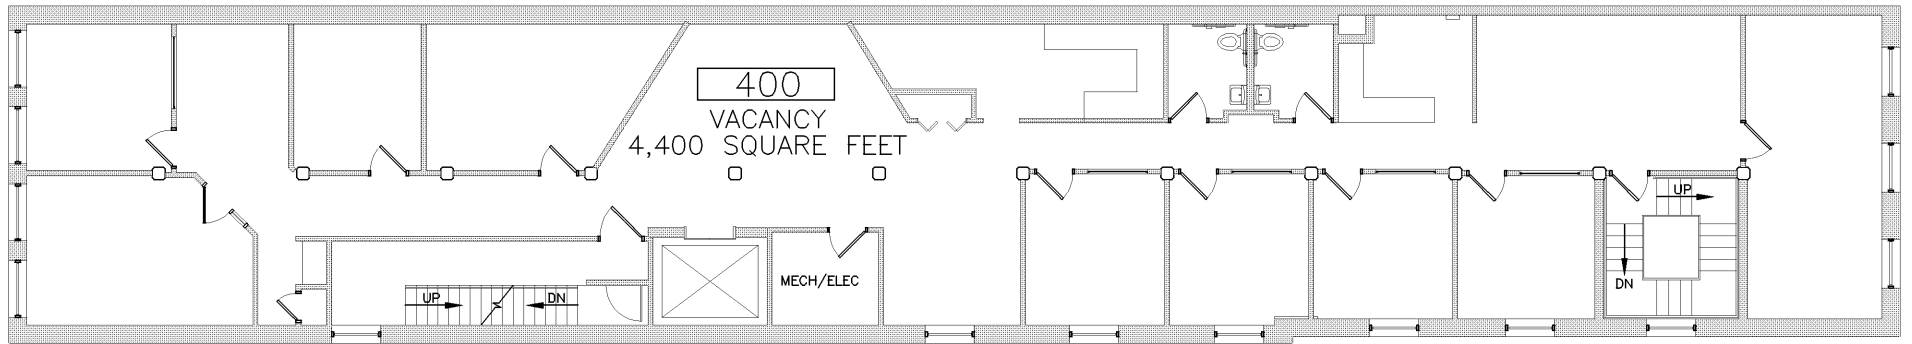 400
VACANCY
4,400 SQUARE FEET
UP
MECH/ELEC
DN
UP
DN